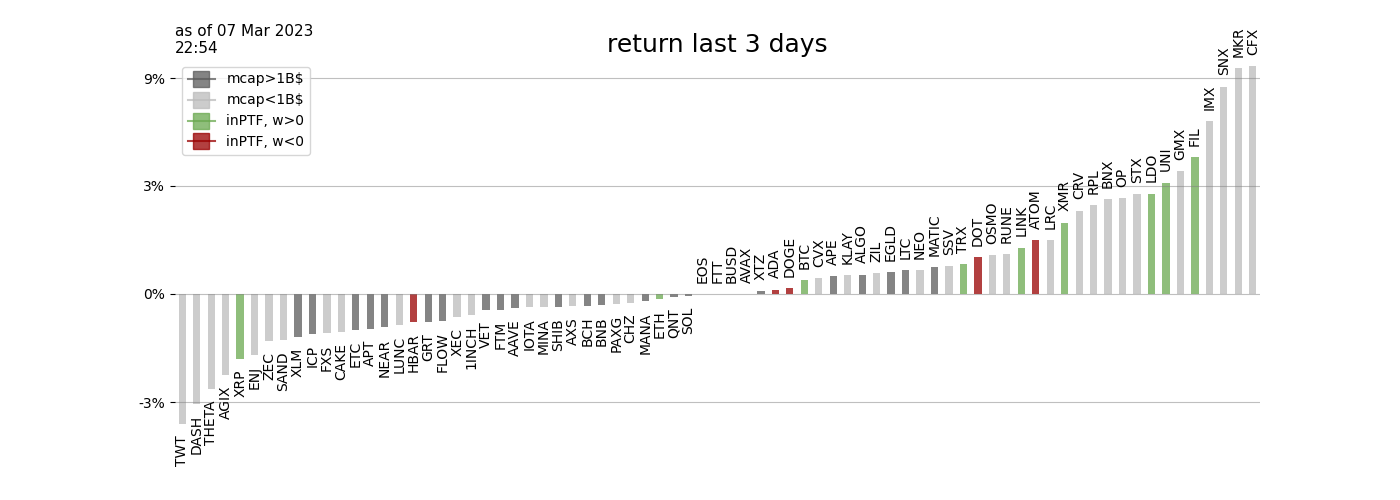 as of 07 Mar 2023
22:54
return last 3 days
mcap>1B$
mcap<1B$
inPTF, w>0
inPTF, w<0
9%
3%
0%
-3%
TWT
DASH
THETA
AGIX
XRP
ENJ
ZEC
SAND
XLM
ICP
FXS
CAKE
ETC
APT
NEAR
LUNC
HBAR
GRT
FLOW
XEC
1INCH
VET
FTM
AAVE
IOTA
MINA
SHIB
AXS
BCH
BNB
PAXG
CHZ
MANA
ETH
QNT
SOL
EOS
FTT
BUSD
AVAX
XTZ
ADA
DOGE
BTC
CVX
APE
KLAY
ALGO
ZIL
EGLD
LTC
NEO
MATIC
SSV
TRX
DOT
OSMO
RUNE
LINK
ATOM
LRC
XMR
CRV
RPL
BNX
OP
STX
LDO
UNI
GMX
FIL
IMX
SNX
MKR
CFX